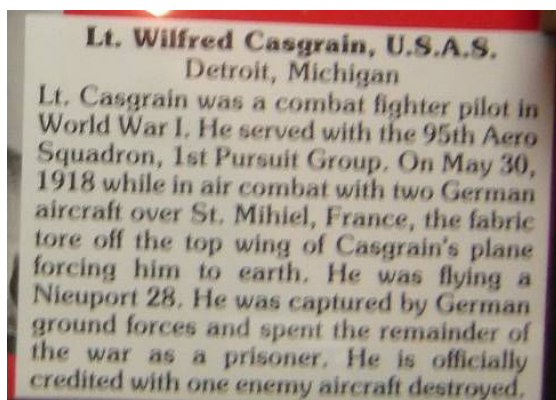 Lt. Wilfred Casgrain, U.S.A.S.
Detroit, Michigan
Lt. Casgrain was a combat fighter pilot in
World War I. He served with the 95th Aero
Squadron, 1st Pursuit Group. On May 30,
1918 while in air combat with two German
aircraft over St. Mihiel, France, the fabric
tore off the top wing of Casgrain's plane
forcing him to earth. He was flying a
Nieuport 28. He was captured by German
ground forces and spent the remainder of
the war as a prisoner. He is officially
credited with one enemy aircraft destroyed.